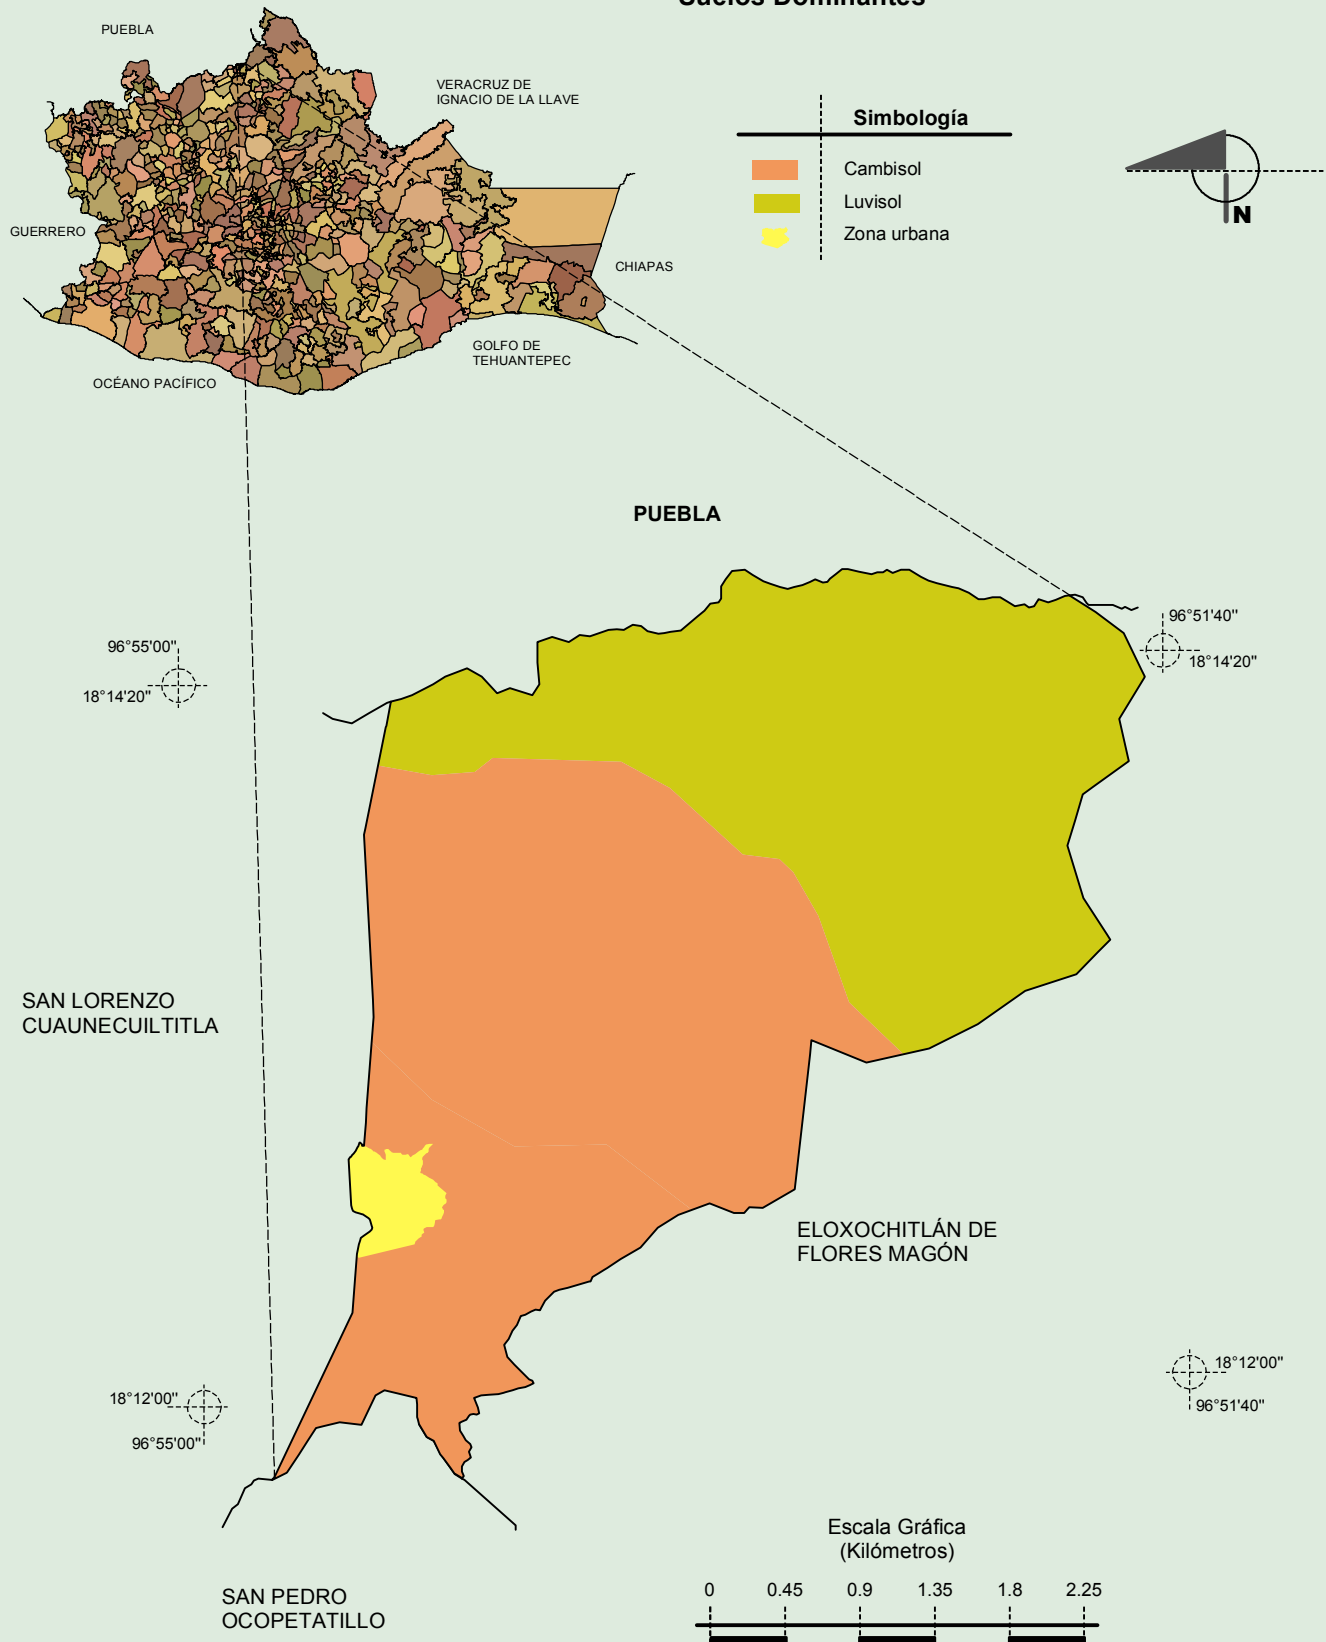 Suelos Dominantes
PUEBLA
VERACRUZ DE
IGNACIO DE LA LLAVE
GUERRERO
CHIAPAS
GOLFO DE
TEHUANTEPEC
OCÉANO PACÍFICO
Simbología
Cambisol
Luvisol
Zona urbana
N
PUEBLA
96°55'00"
18°14'20"
96°51'40"
18°14'20"
SAN LORENZO
CUAUNECUILTITLA
ELOXOCHITLÁN DE
FLORES MAGÓN
18°12'00"
96°55'00"
18°12'00"
96°51'40"
SAN PEDRO
OCOPETATILLO
Escala Gráfica
(Kilómetros)
0 0.45 0.9 1.35 1.8 2.25